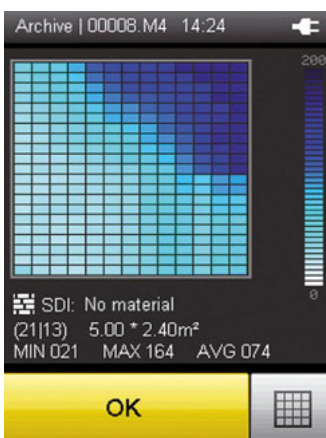 Archive | 00008.M4 14:24
200
0
SDI: No material
(21|13) 5.00 * 2.40m²
MIN 021 MAX 164 AVG 074
OK